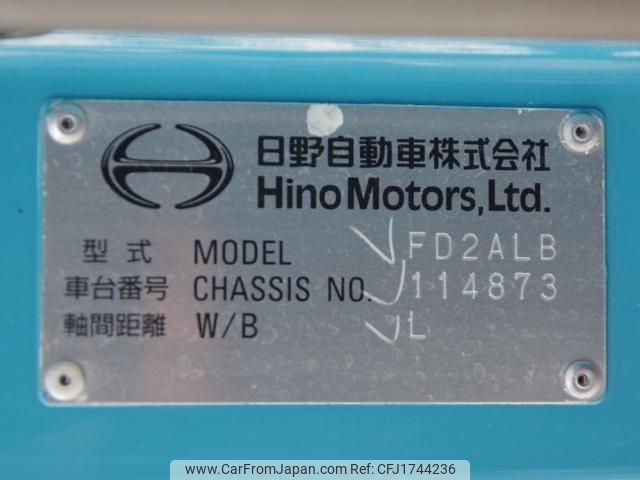 日野自動車株式会社
Hino Motors, Ltd.
型式 MODEL FD2ALB
車台番号 CHASSIS NO. 114873
軸間距離 W/B L
www.CarFromJapan.com | CFJ1744236